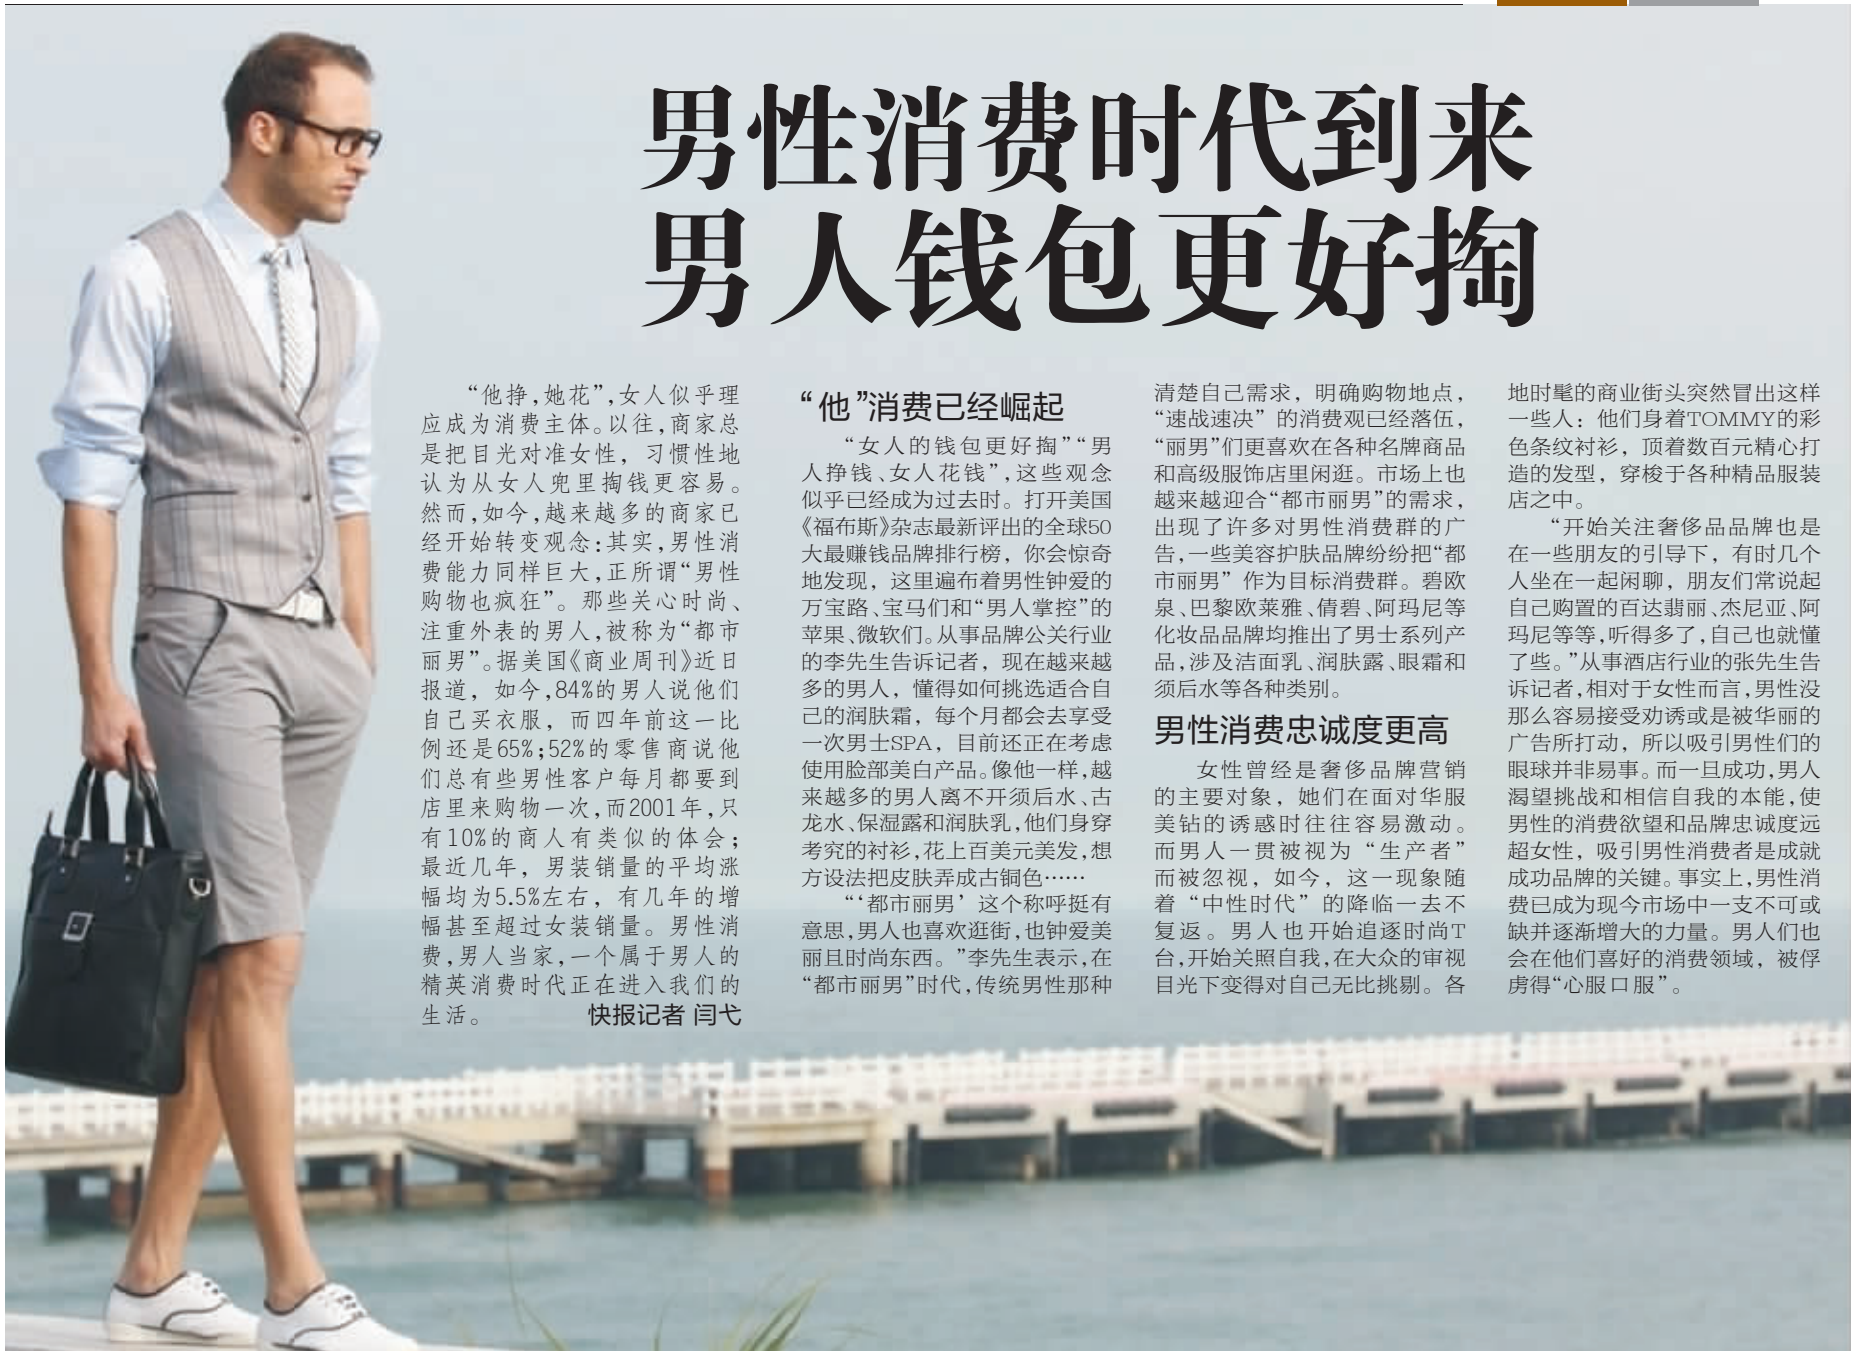 男性消费时代到来
男人钱包更好掏
“他挣,她花”,女人似乎理
应成为消费主体。以往,商家总
是把目光对准女性，习惯性地
认为从女人兜里掏钱更容易。
然而,如今,越来越多的商家已
经开始转变观念:其实,男性消
费能力同样巨大,正所谓“男性
购物也疯狂”。那些关心时尚、
注重外表的男人,被称为“都市
丽男”。据美国《商业周刊》近日
报道，如今,84%的男人说他们
自己买衣服，而四年前这一比
例还是65%;52%的零售商说他
们总有些男性客户每月都要到
店里来购物一次,而2001年,只
有10%的商人有类似的体会；
最近几年，男装销量的平均涨
幅均为5.5%左右，有几年的增
幅甚至超过女装销量。男性消
费,男人当家,一个属于男人的
精英消费时代正在进入我们的
生活。 快报记者 闫弋
“他”消费已经崛起
“女人的钱包更好掏”“男
人挣钱、女人花钱”,这些观念
似乎已经成为过去时。打开美国
《福布斯》杂志最新评出的全球50
大最赚钱品牌排行榜，你会惊奇
地发现，这里遍布着男性钟爱的
万宝路、宝马们和“男人掌控”的
苹果、微软们。从事品牌公关行业
的李先生告诉记者，现在越来越
多的男人，懂得如何挑选适合自
己的润肤霜，每个月都会去享受
一次男士SPA，目前还正在考虑
使用脸部美白产品。像他一样,越
来越多的男人离不开须后水、古
龙水、保湿露和润肤乳,他们身穿
考究的衬衫,花上百美元美发,想
方设法把皮肤弄成古铜色……
“‘都市丽男’这个称呼挺有
意思,男人也喜欢逛街,也钟爱美
丽且时尚东西。”李先生表示,在
“都市丽男”时代,传统男性那种
清楚自己需求，明确购物地点，
“速战速决”的消费观已经落伍,
“丽男”们更喜欢在各种名牌商品
和高级服饰店里闲逛。市场上也
越来越迎合“都市丽男”的需求,
出现了许多对男性消费群的广
告,一些美容护肤品牌纷纷把“都
市丽男”作为目标消费群。碧欧
泉、巴黎欧莱雅、倩碧、阿玛尼等
化妆品品牌均推出了男士系列产
品,涉及洁面乳、润肤露、眼霜和
须后水等各种类别。
男性消费忠诚度更高
女性曾经是奢侈品牌营销
的主要对象，她们在面对华服
美钻的诱惑时往往容易激动。
而男人一贯被视为“生产者”
而被忽视，如今，这一现象随
着“中性时代”的降临一去不
复返。男人也开始追逐时尚T
台,开始关照自我,在大众的审视
目光下变得对自己无比挑剔。各
地时髦的商业街头突然冒出这样
一些人：他们身着TOMMY的彩
色条纹衬衫，顶着数百元精心打
造的发型，穿梭于各种精品服装
店之中。
“开始关注奢侈品品牌也是
在一些朋友的引导下，有时几个
人坐在一起闲聊，朋友们常说起
自己购置的百达翡丽、杰尼亚、阿
玛尼等等,听得多了,自己也就懂
了些。”从事酒店行业的张先生告
诉记者,相对于女性而言,男性没
那么容易接受劝诱或是被华丽的
广告所打动，所以吸引男性们的
眼球并非易事。而一旦成功,男人
渴望挑战和相信自我的本能,使
男性的消费欲望和品牌忠诚度远
超女性，吸引男性消费者是成就
成功品牌的关键。事实上,男性消
费已成为现今市场中一支不可或
缺并逐渐增大的力量。男人们也
会在他们喜好的消费领域，被俘
虏得“心服口服”。